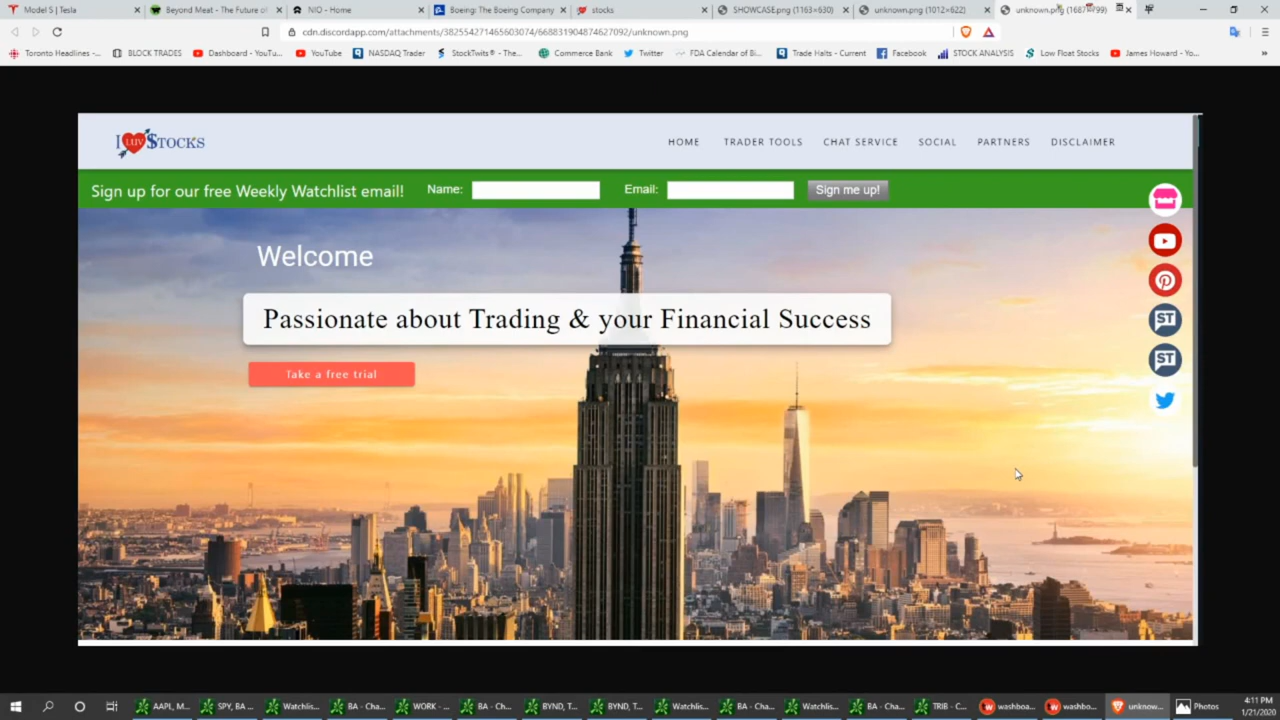 Model S | Tesla
Beyond Meat - The Future of
NIO - Home
Boeing: The Boeing Company
stocks
SHOWCASE.png (1163×630)
unknown.png (1012×622)
unknown.png
cdn.discordapp.com/attachments/382554271465603074/668831904874627092/unknown.png
Toronto Headlines -...
BLOCK TRADES
Dashboard - YouTu...
YouTube
NASDAQ Trader
StockTwits® - The...
Commerce Bank
Twitter
FDA Calendar of Bi...
Trade Halts - Current
Facebook
STOCK ANALYSIS
Low Float Stocks
James Howard - Yo...
I LUV $TOCKS
HOME
TRADER TOOLS
CHAT SERVICE
SOCIAL
PARTNERS
DISCLAIMER
Sign up for our free Weekly Watchlist email!
Name:
Email:
Sign me up!
Welcome
Passionate about Trading & your Financial Success
Take a free trial
ST
ST
AAPL, M...
SPY, BA ...
Watchlis...
BA - Cha...
WORK - ...
BA - Ch...
BYND, T...
BYND, T...
Watchlis...
BA - Cha...
Watchlis...
BA - Cha...
TRIB - C...
washboa...
washbo...
unknow...
Photos
4:11 PM
1/21/2020